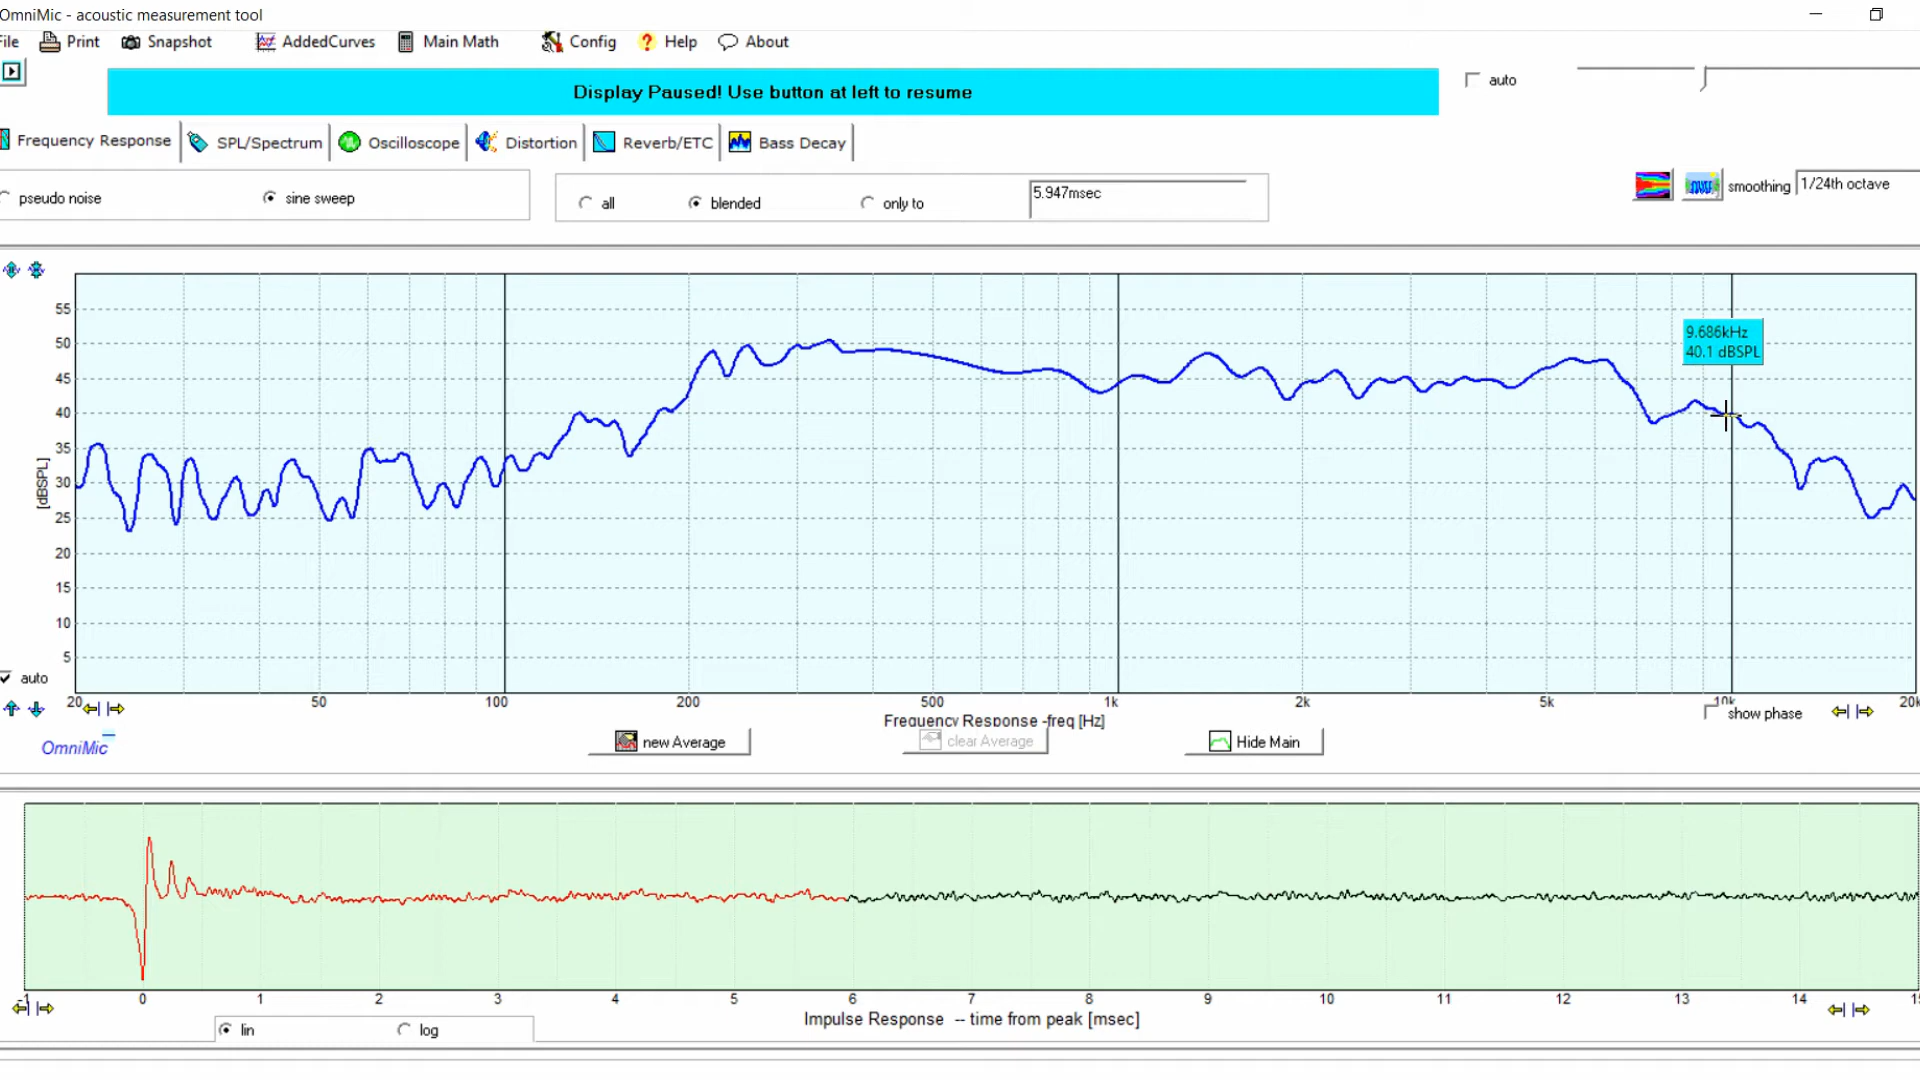 OmniMic - acoustic measurement tool
File Print Snapshot AddedCurves Main Math Config Help About
Display Paused! Use button at left to resume
auto
Frequency Response SPL/Spectrum Oscilloscope Distortion Reverb/ETC Bass Decay
pseudo noise sine sweep all blended only to 5.947msec smoothing 1/24th octave
55
50
45
40
35
30
25
20
15
10
5
[dBSPL]
9.686kHz
40.1 dBSPL
auto
20 50 100 200 500 1k 2k 5k 10k 20k
Frequency Response -freq [Hz]
show phase
OmniMic
new Average clear Average Hide Main
-1 0 1 2 3 4 5 6 7 8 9 10 11 12 13 14 15
Impulse Response -- time from peak [msec]
lin log